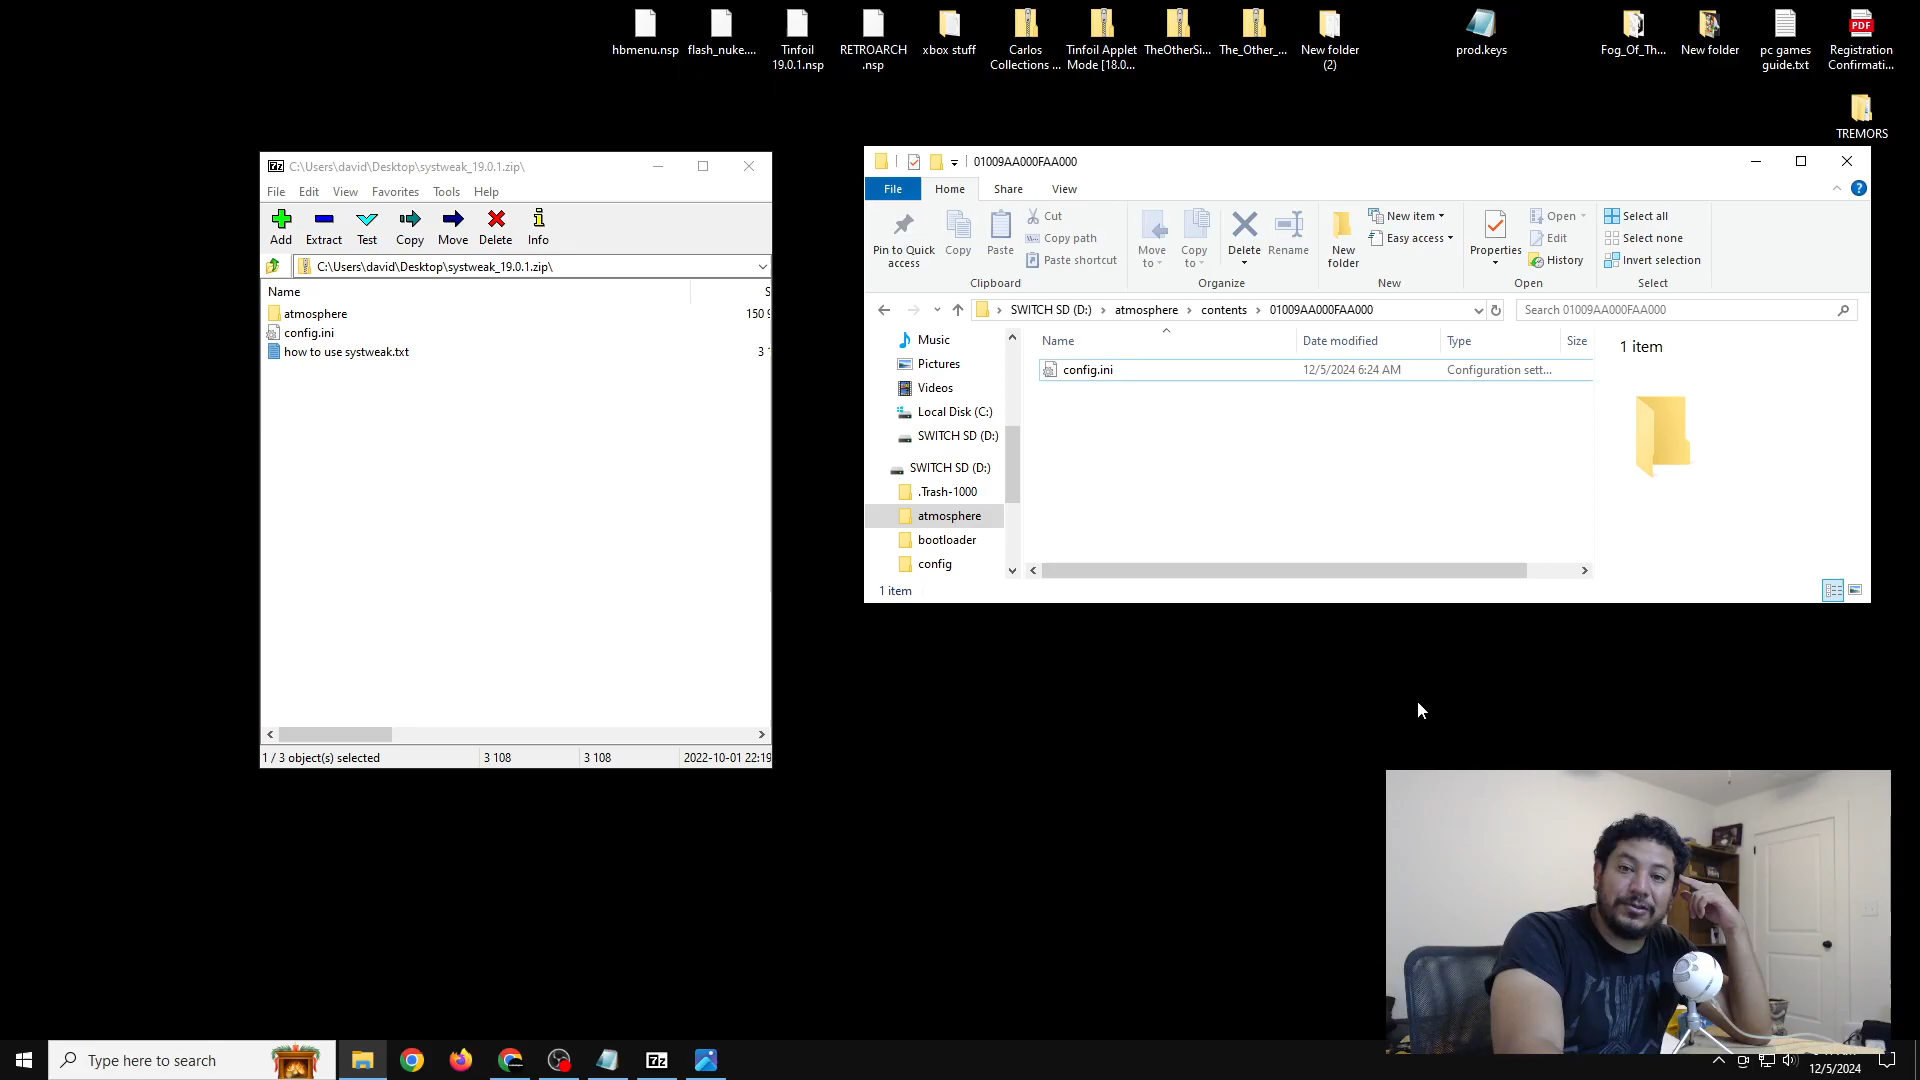 hbmenu.nsp
flash_nuke....
Tinfoil
19.0.1.nsp
RETROARCH
.nsp
xbox stuff
Carlos
Collections ...
Tinfoil Applet
Mode [18.0...
TheOtherSi...
The_Other_...
New folder
(2)
prod.keys
Fog_Of_Th...
New folder
pc games
guide.txt
PDF
Registration
Confirmati...
TREMORS
7z C:\Users\david\Desktop\systweak_19.0.1.zip\
File Edit View Favorites Tools Help
Add Extract Test Copy Move Delete Info
C:\Users\david\Desktop\systweak_19.0.1.zip\
Name S
atmosphere 150 9
config.ini
how to use systweak.txt 3
1 / 3 object(s) selected 3 108 3 108 2022-10-01 22:19
01009AA000FAA000
File Home Share View
Pin to Quick
access
Copy
Paste
Cut
Copy path
Paste shortcut
Clipboard
Move
to
Copy
to
Delete
Rename
Organize
New
folder
New item
Easy access
New
Properties
Open
Edit
History
Open
Select all
Select none
Invert selection
Select
SWITCH SD (D:) atmosphere contents 01009AA000FAA000
Search 01009AA000FAA000
Music
Pictures
Videos
Local Disk (C:)
SWITCH SD (D:)
SWITCH SD (D:)
.Trash-1000
atmosphere
bootloader
config
Name Date modified Type Size
config.ini 12/5/2024 6:24 AM Configuration sett...
1 item
1 item
Type here to search
7z
12/5/2024